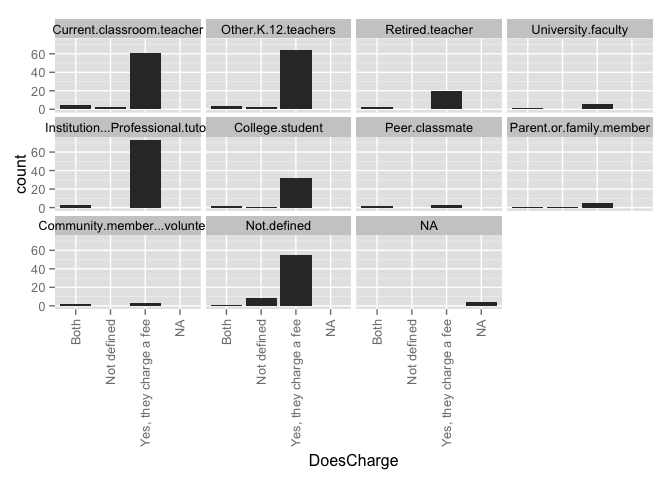 Current.classroom.teacher
Other.K.12.teachers
Retired.teacher
University.faculty
60
40
20
0
Institution...Professional.tuto
College.student
Peer.classmate
Parent.or.family.member
60
40
20
0
count
Community.member...volunte
Not.defined
NA
60
40
20
0
Both
Not defined
Yes, they charge a fee
NA
Both
Not defined
Yes, they charge a fee
NA
Both
Not defined
Yes, they charge a fee
NA
DoesCharge